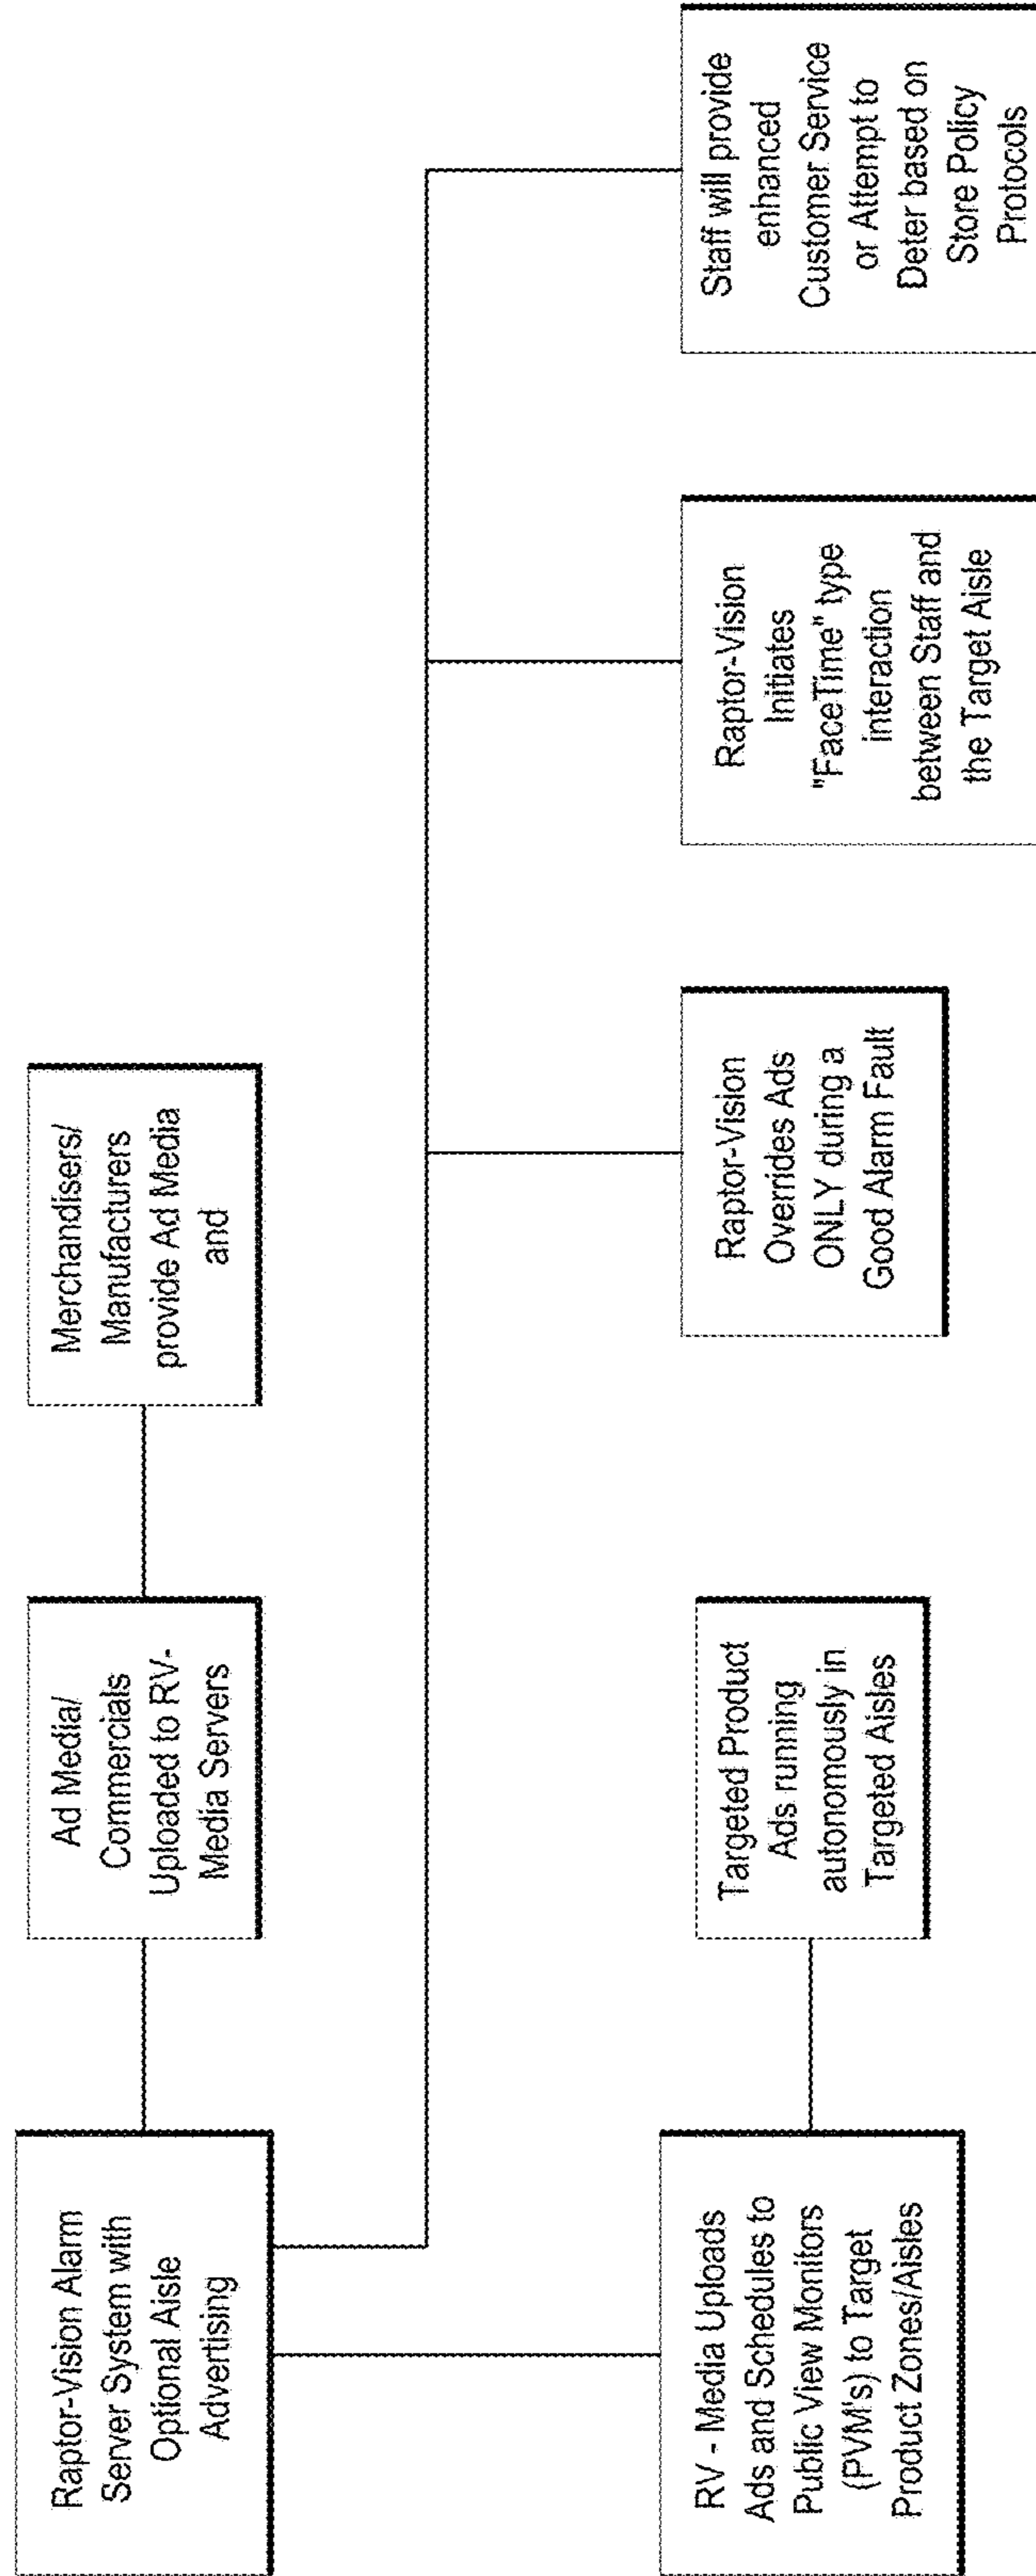 Raptor-Vision Alarm
Server System with
Optional Aisle
Advertising
Ad Media/
Commercials
Uploaded to RV-
Media Servers
Merchandisers/
Manufacturers
provide Ad Media
and
RV - Media Uploads
Ads and Schedules to
Public View Monitors
(PVM's) to Target
Product Zones/Aisles
Targeted Product
Ads running
autonomously in
Targeted Aisles
Raptor-Vision
Overrides Ads
ONLY during a
Good Alarm Fault
Raptor-Vision
Initiates
"FaceTime" type
interaction
between Staff and
the Target Aisle
Staff will provide
enhanced
Customer Service
or Attempt to
Deter based on
Store Policy
Protocols